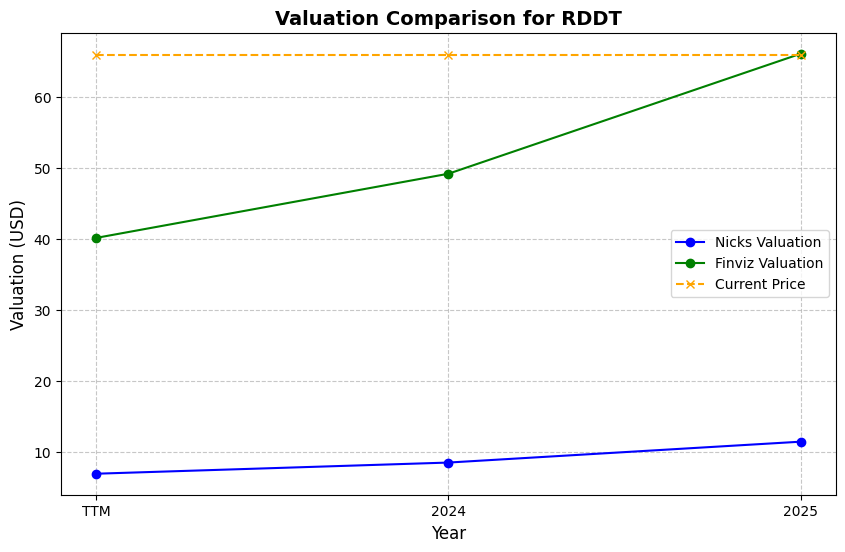 Valuation Comparison for RDDT
Valuation (USD)
60
50
40
30
20
10
Nicks Valuation
Finviz Valuation
Current Price
TTM
2024
2025
Year